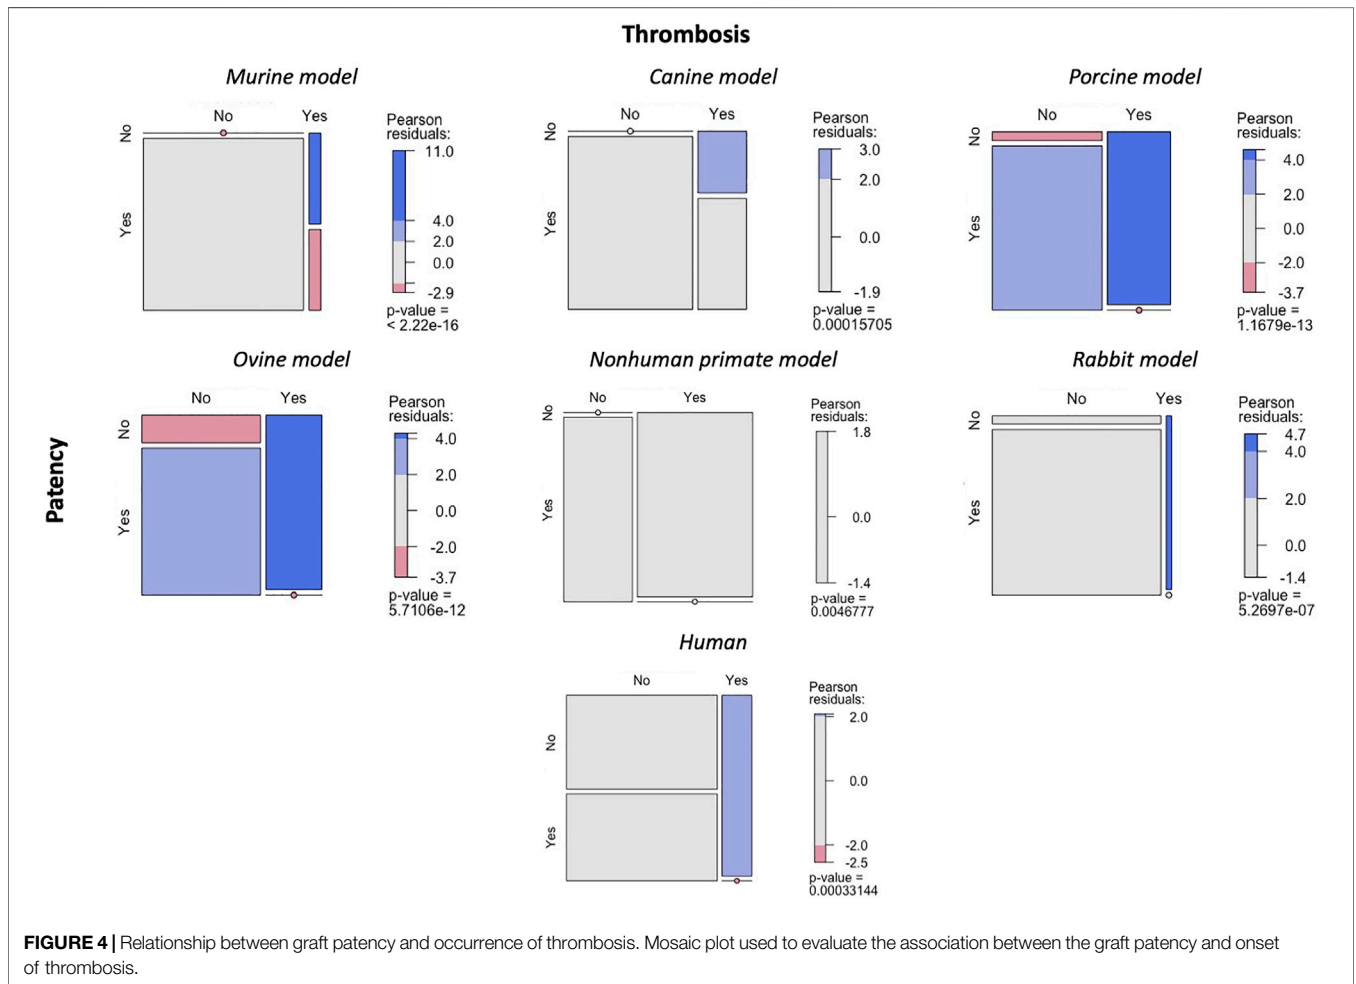 Thrombosis
Murine model
No
Yes
No
Yes
Pearson
residuals:
11.0
4.0
2.0
0.0
-2.9
p-value =
< 2.22e-16
Canine model
No
Yes
No
Yes
Pearson
residuals:
3.0
2.0
0.0
-1.9
p-value =
0.00015705
Porcine model
No
Yes
No
Yes
Pearson
residuals:
4.0
2.0
0.0
-2.0
-3.7
p-value =
1.1679e-13
Patency
Ovine model
No
Yes
No
Yes
Pearson
residuals:
4.0
2.0
0.0
-2.0
-3.7
p-value =
5.7106e-12
Nonhuman primate model
No
Yes
No
Yes
Pearson
residuals:
1.8
0.0
-1.4
p-value =
0.0046777
Rabbit model
No
Yes
No
Yes
Pearson
residuals:
4.7
4.0
2.0
0.0
-1.4
p-value =
5.2697e-07
Human
No
Yes
No
Yes
Pearson
residuals:
2.0
0.0
-2.0
-2.5
p-value =
0.00033144
FIGURE 4 | Relationship between graft patency and occurrence of thrombosis. Mosaic plot used to evaluate the association between the graft patency and onset
of thrombosis.